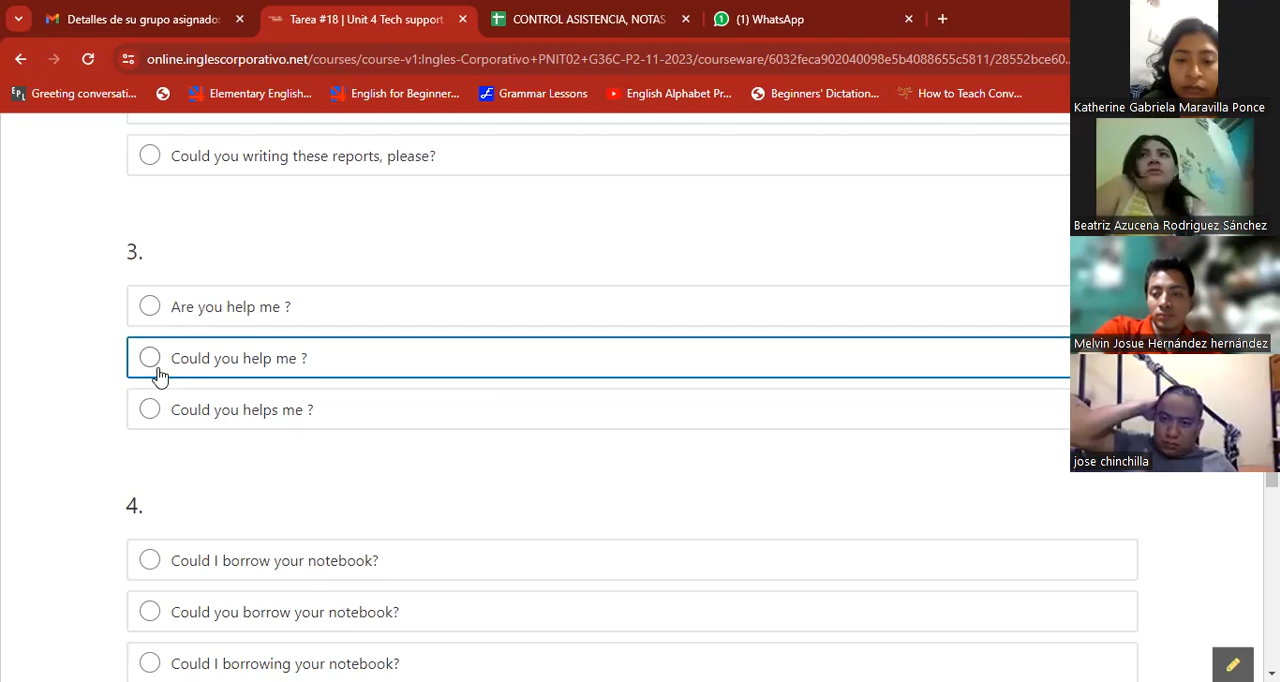 Detalles de su grupo asignado:
Tarea #18 | Unit 4 Tech support
CONTROL ASISTENCIA, NOTAS
(1) WhatsApp
online.inglescorporativo.net/courses/course-v1:Ingles-Corporativo+PNIT02+G36C-P2-11-2023/courseware/6032feca902040098e5b4088655c5811/28552bce60...
Greeting conversati...
Elementary English...
English for Beginner...
Grammar Lessons
English Alphabet Pr...
Beginners' Dictation...
How to Teach Conv...
Katherine Gabriela Maravilla Ponce
Could you writing these reports, please?
Beatriz Azucena Rodriguez Sánchez
3.
Are you help me ?
Melvin Josue Hernández hernández
Could you help me ?
Could you helps me ?
jose chinchilla
4.
Could I borrow your notebook?
Could you borrow your notebook?
Could I borrowing your notebook?